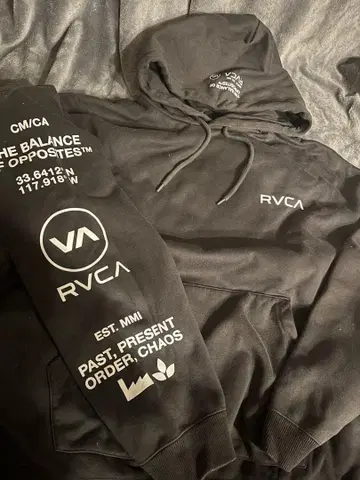 VA
RVCA
CM/CA
THE BALANCE
OF OPPOSITES™
33.6412°N
117.918°W
VA
RVCA
EST. MMI
PAST, PRESENT
ORDER, CHAOS